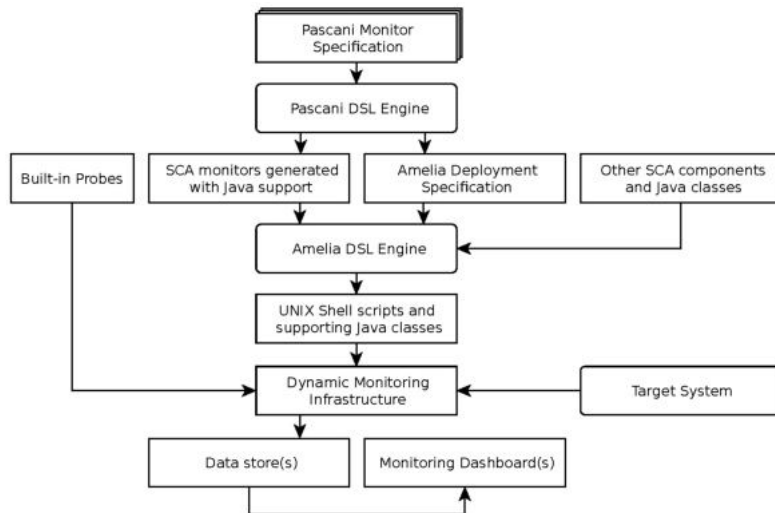 Pascani Monitor
Specification
Pascani DSL Engine
Built-in Probes
SCA monitors generated
with Java support
Amelia Deployment
Specification
Other SCA components
and Java classes
Amelia DSL Engine
UNIX Shell scripts and
supporting Java classes
Dynamic Monitoring
Infrastructure
Target System
Data store(s)
Monitoring Dashboard(s)